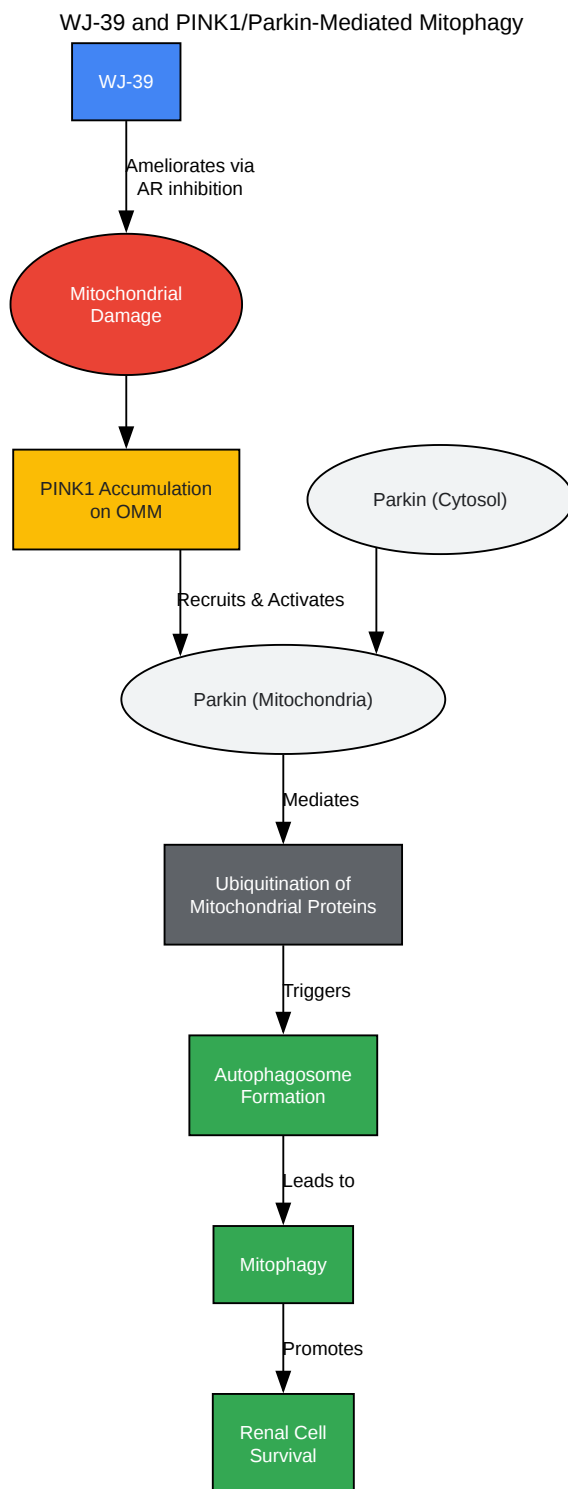 WJ-39 and PINK1/Parkin-Mediated Mitophagy
WJ-39
Ameliorates via
AR inhibition
Mitochondrial
Damage
PINK1 Accumulation
on OMM
Parkin (Cytosol)
Recruits & Activates
Parkin (Mitochondria)
Mediates
Ubiquitination of
Mitochondrial Proteins
Triggers
Autophagosome
Formation
Leads to
Mitophagy
Promotes
Renal Cell
Survival